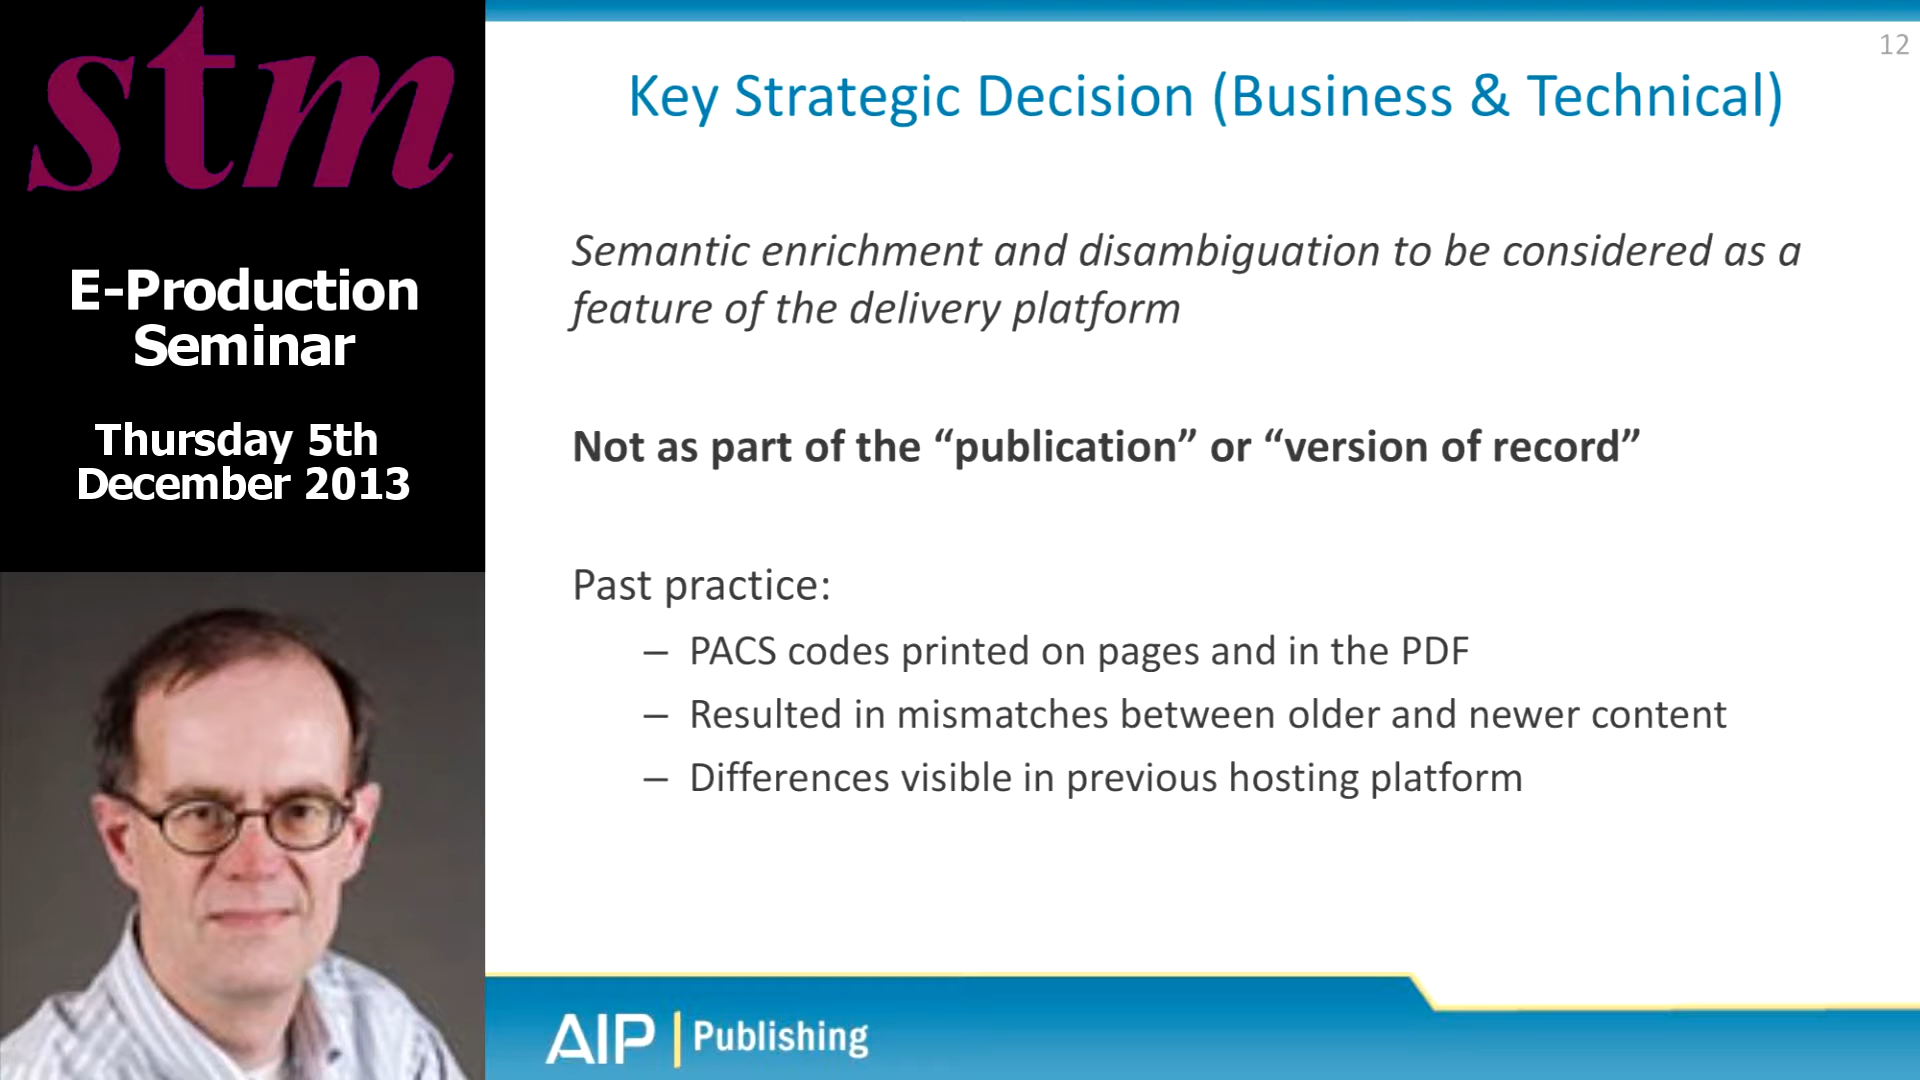 stm
E-Production
Seminar
Thursday 5th
December 2013
12
Key Strategic Decision (Business & Technical)
Semantic enrichment and disambiguation to be considered as a
feature of the delivery platform
Not as part of the “publication” or “version of record”
Past practice:
– PACS codes printed on pages and in the PDF
– Resulted in mismatches between older and newer content
– Differences visible in previous hosting platform
AIP | Publishing